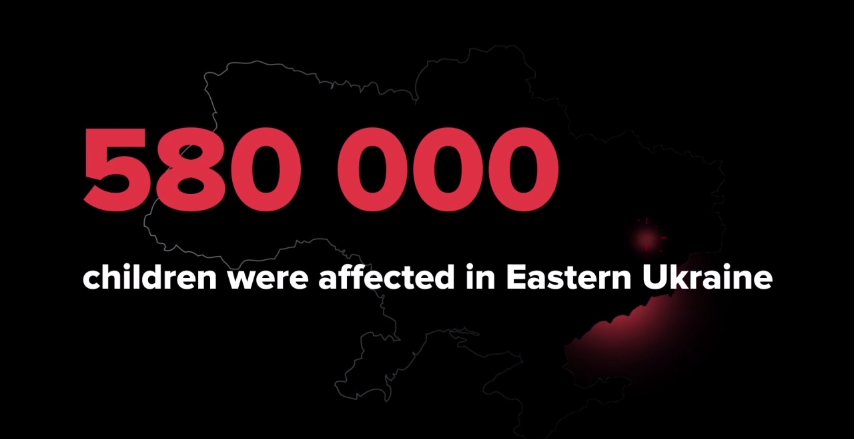 580 000
children were affected in Eastern Ukraine